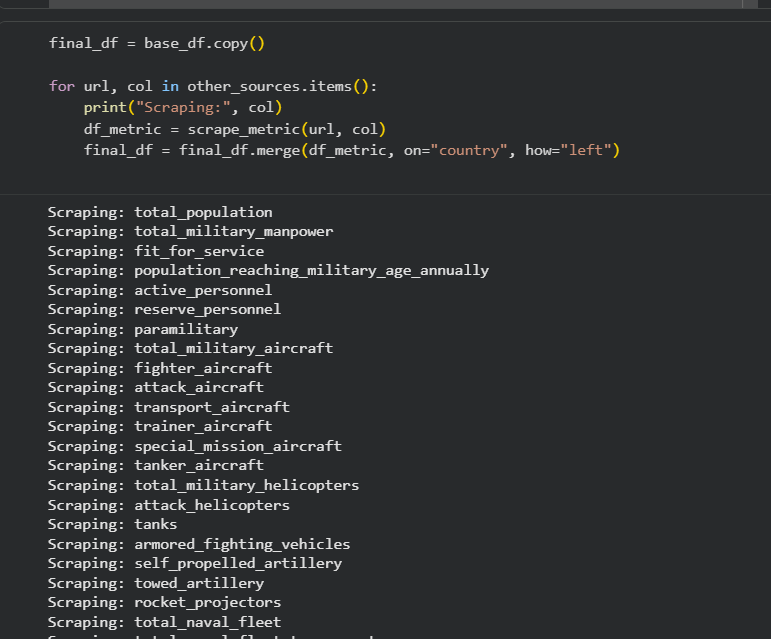 final_df = base_df.copy()
for url, col in other_sources.items():
    print("Scraping:", col)
    df_metric = scrape_metric(url, col)
    final_df = final_df.merge(df_metric, on="country", how="left")
Scraping: total_population
Scraping: total_military_manpower
Scraping: fit_for_service
Scraping: population_reaching_military_age_annually
Scraping: active_personnel
Scraping: reserve_personnel
Scraping: paramilitary
Scraping: total_military_aircraft
Scraping: fighter_aircraft
Scraping: attack_aircraft
Scraping: transport_aircraft
Scraping: trainer_aircraft
Scraping: special_mission_aircraft
Scraping: tanker_aircraft
Scraping: total_military_helicopters
Scraping: attack_helicopters
Scraping: tanks
Scraping: armored_fighting_vehicles
Scraping: self_propelled_artillery
Scraping: towed_artillery
Scraping: rocket_projectors
Scraping: total_naval_fleet